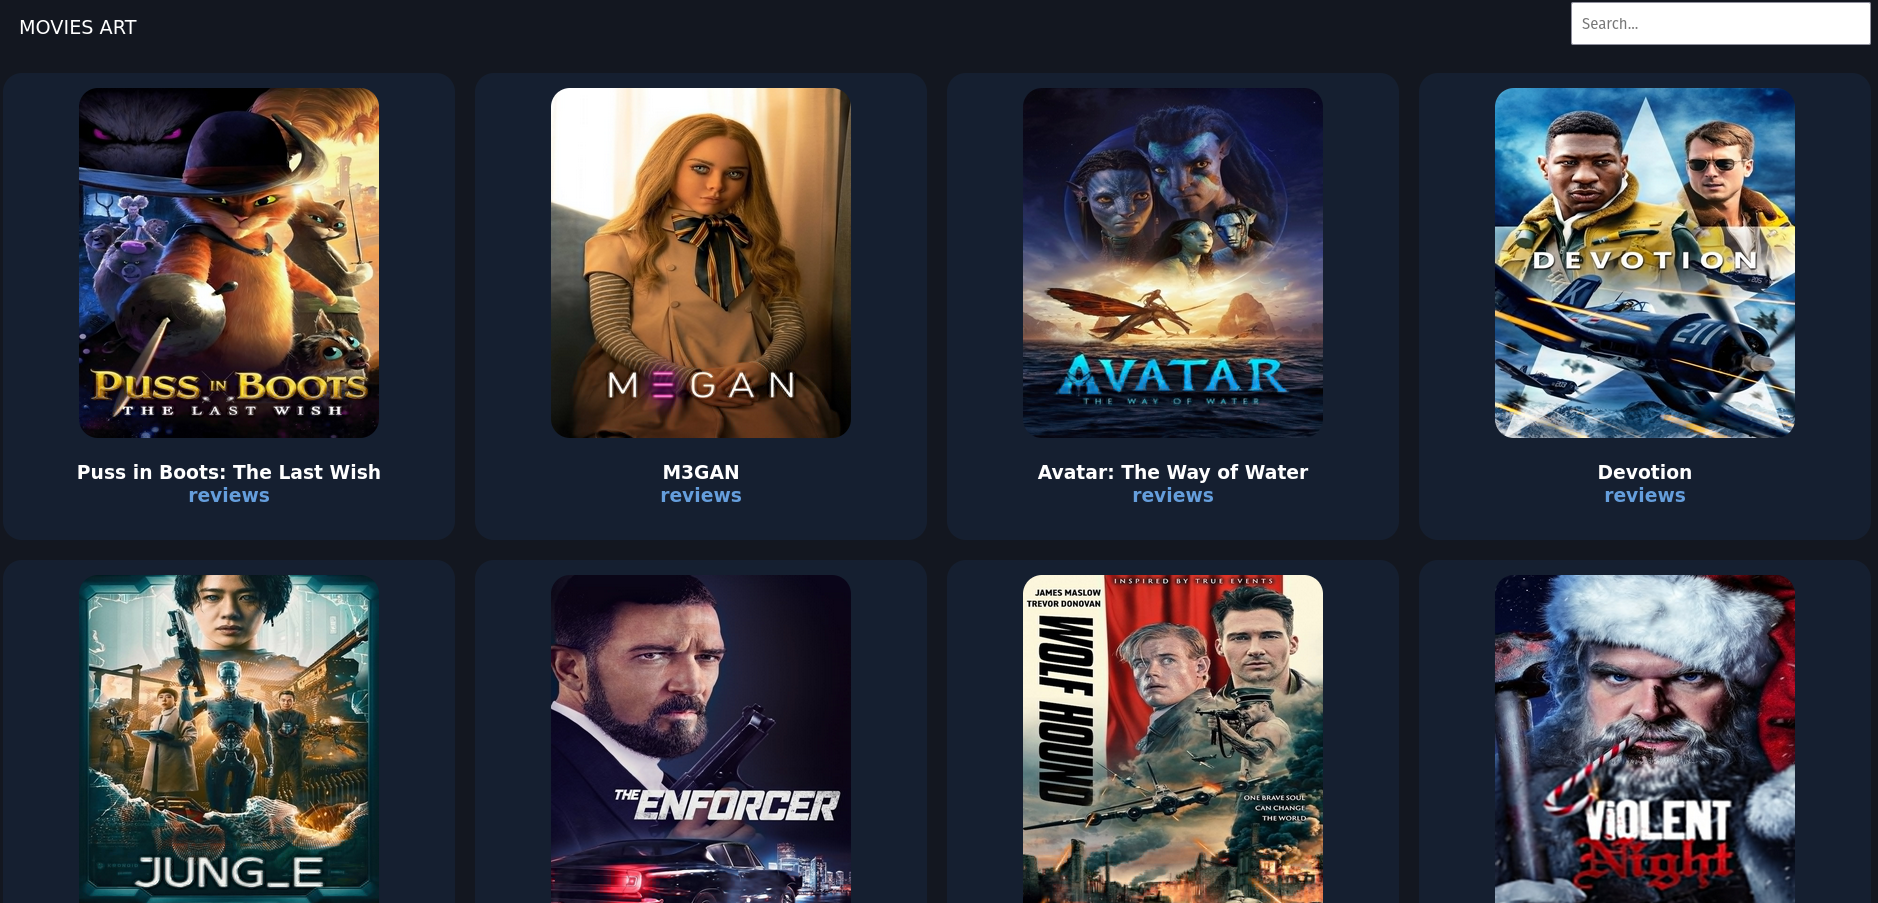 MOVIES ART
Search...
PUSS IN BOOTS
THE LAST WISH
M3GAN
AVATAR
THE WAY OF WATER
DEVOTION
K
211
Puss in Boots: The Last Wish
reviews
M3GAN
reviews
Avatar: The Way of Water
reviews
Devotion
reviews
JUNG_E
THE ENFORCER
INSPIRED BY TRUE EVENTS
JAMES MASLOW
TREVOR DONOVAN
WOLF HOUND
ONE BRAVE SOUL
CAN CHANGE
THE WORLD
ViOLENT
Night